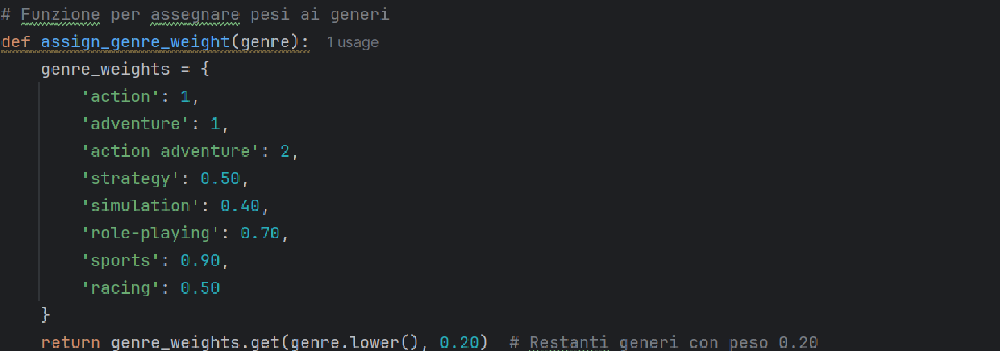 # Funzione per assegnare pesi ai generi
def assign_genre_weight(genre): 1 usage
    genre_weights = {
        'action': 1,
        'adventure': 1,
        'action adventure': 2,
        'strategy': 0.50,
        'simulation': 0.40,
        'role-playing': 0.70,
        'sports': 0.90,
        'racing': 0.50
    }
    return genre_weights.get(genre.lower(), 0.20)  # Restanti generi con peso 0.20